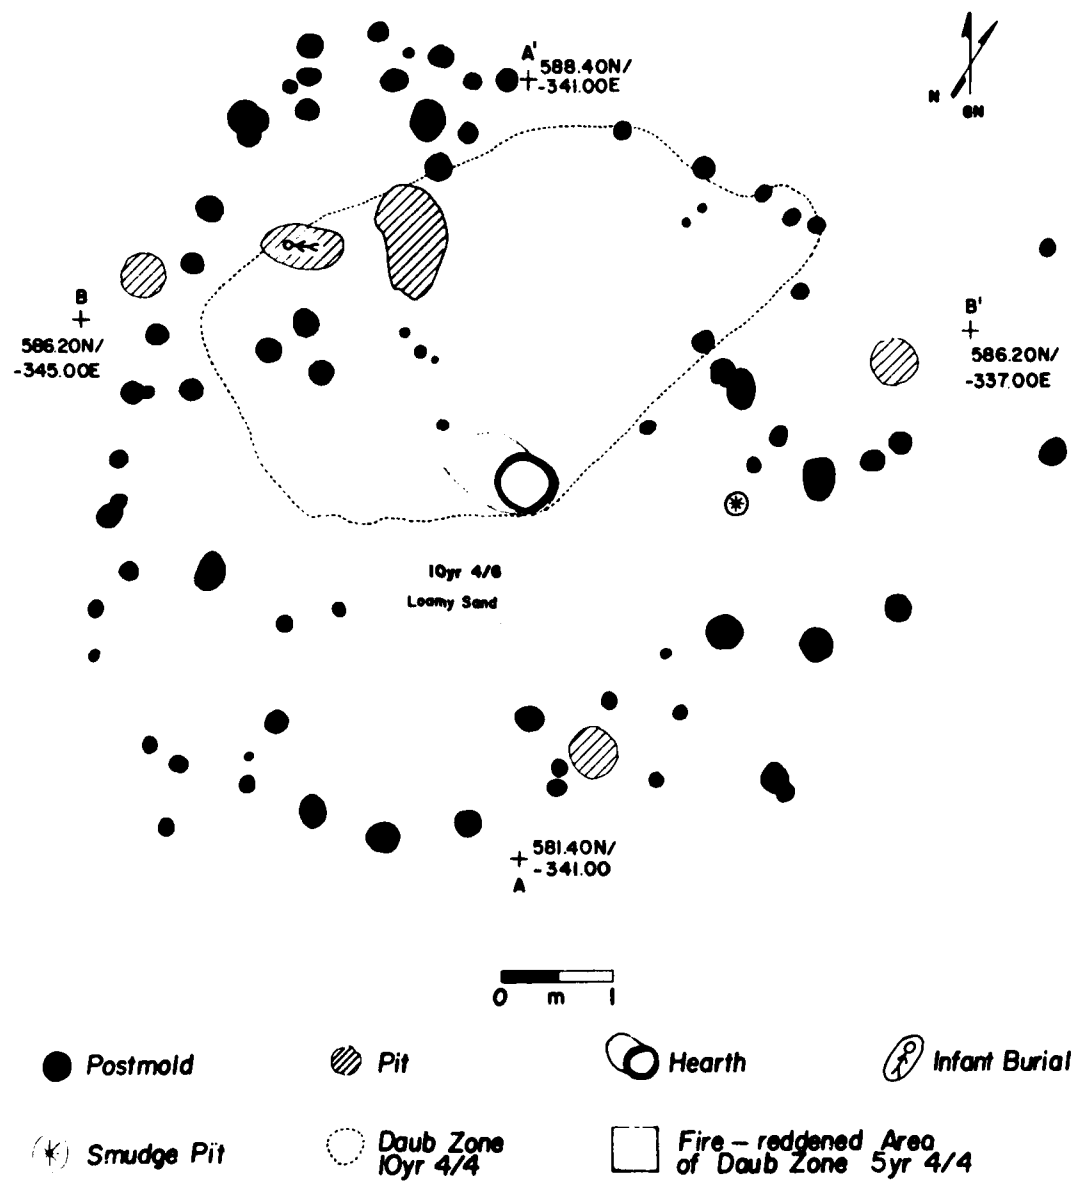 A'
588.40N/
-341.00E
N
GN
B
586.20N/
-345.00E
B'
586.20N/
-337.00E
10yr 4/6
Loamy Sand
581.40N/
-341.00
A
0 m 1
Postmold
Pit
Hearth
Infant Burial
Smudge Pit
Daub Zone
10yr 4/4
Fire - reddened Area
of Daub Zone 5yr 4/4